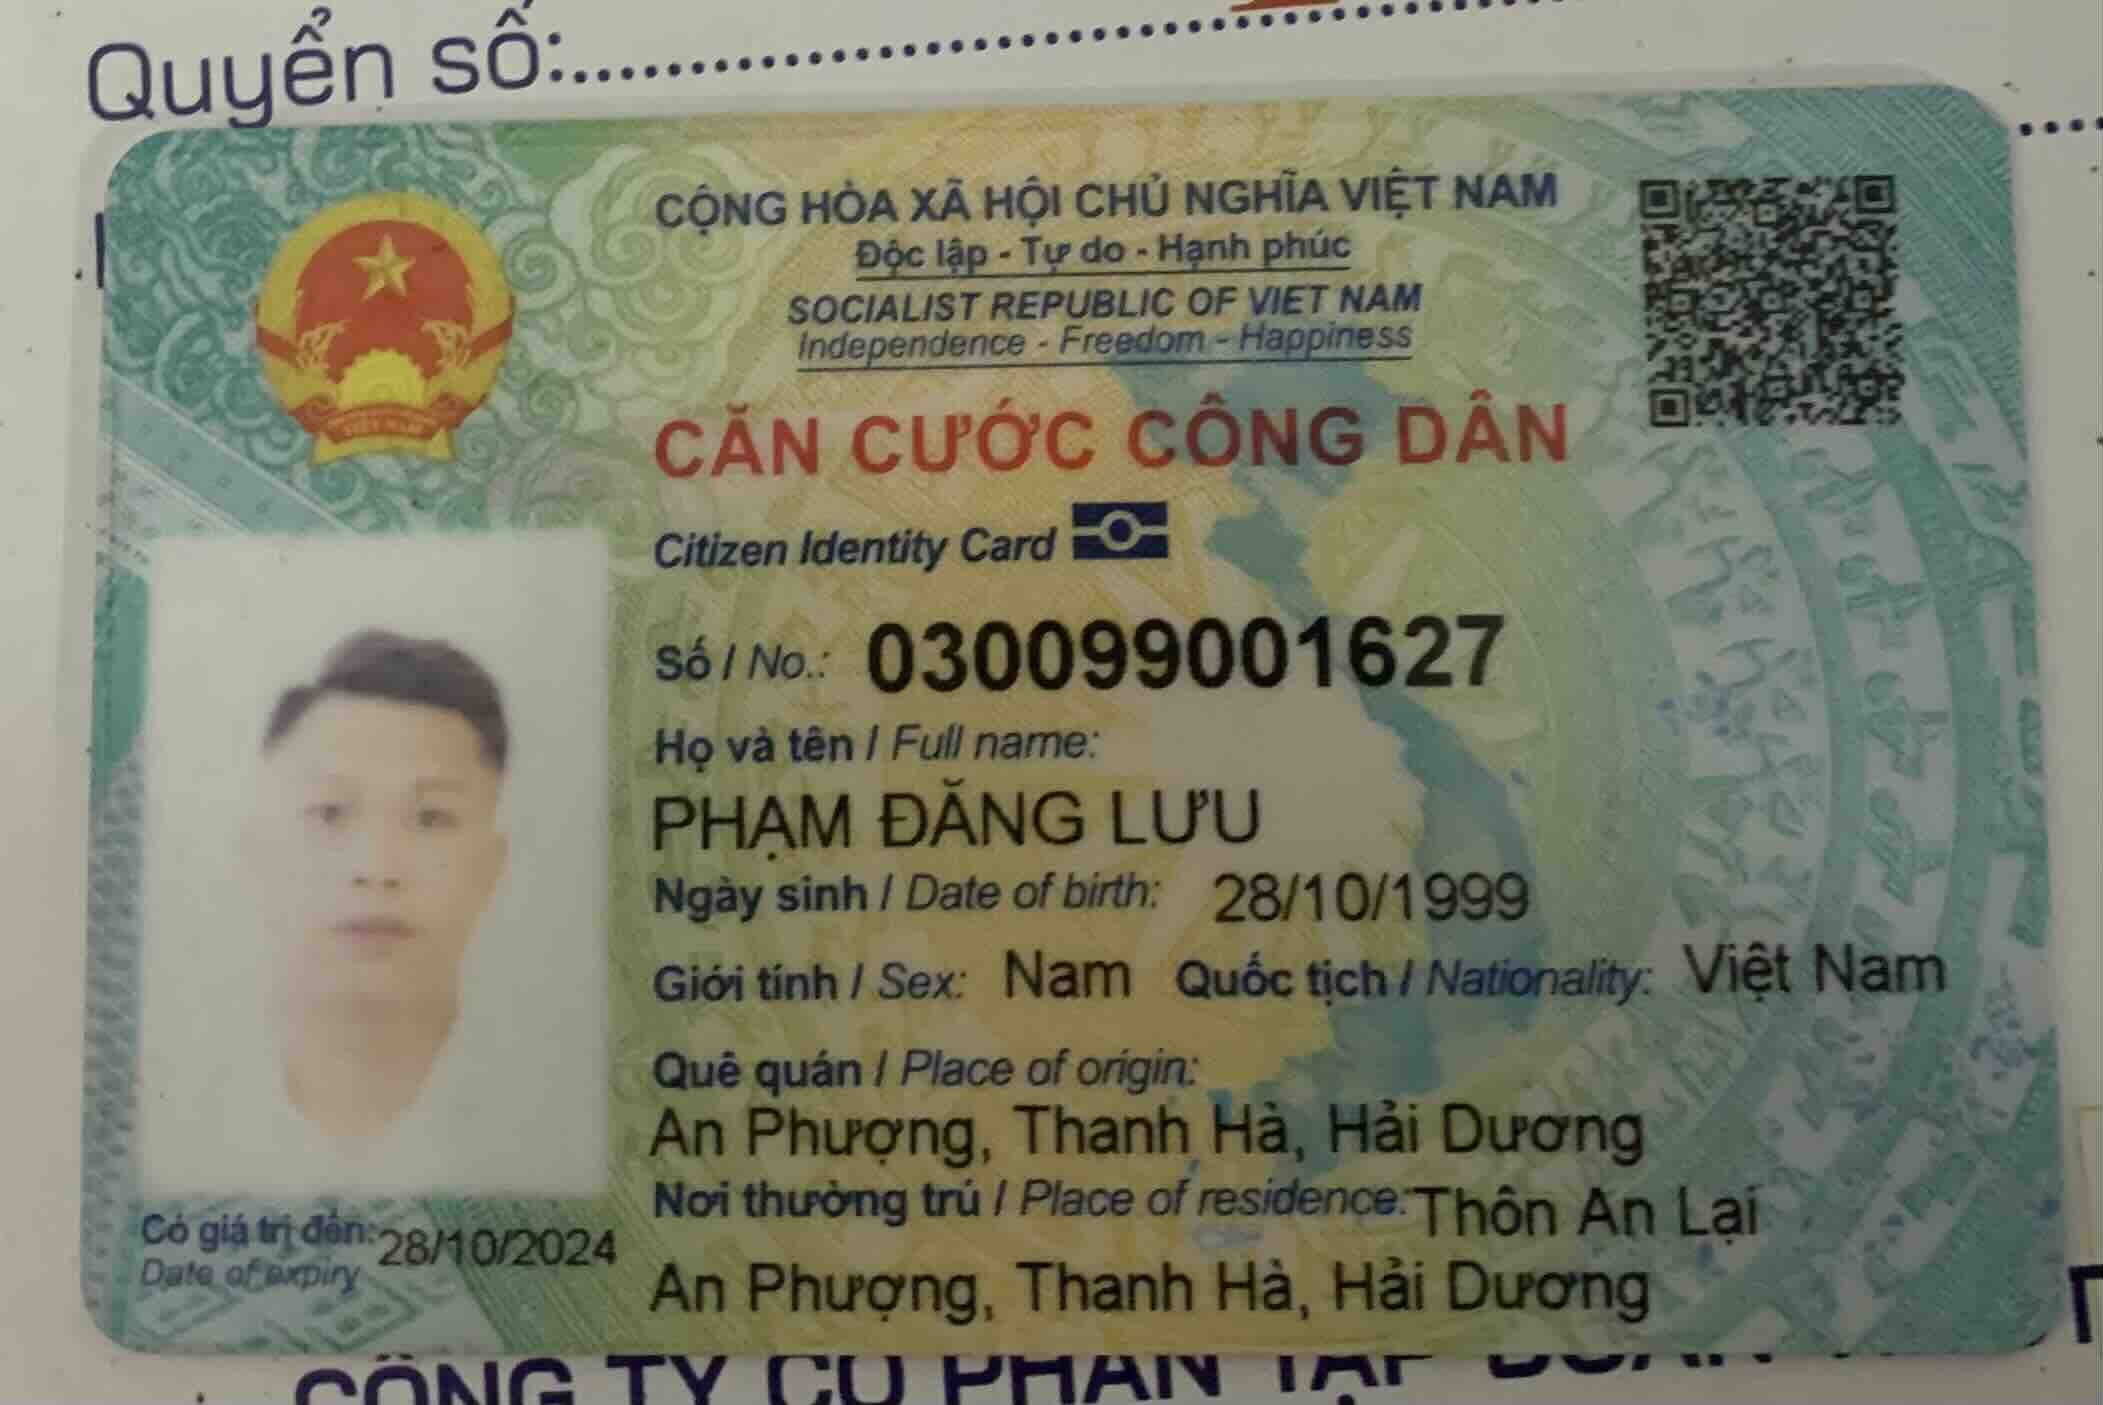 Quyển số:
CỘNG HÒA XÃ HỘI CHỦ NGHĨA VIỆT NAM
Độc lập - Tự do - Hạnh phúc
SOCIALIST REPUBLIC OF VIET NAM
Independence - Freedom - Happiness
CĂN CƯỚC CÔNG DÂN
Citizen Identity Card
Số / No.: 030099001627
Họ và tên / Full name:
PHẠM ĐĂNG LƯU
Ngày sinh / Date of birth: 28/10/1999
Giới tính / Sex: Nam Quốc tịch / Nationality: Việt Nam
Quê quán / Place of origin:
An Phượng, Thanh Hà, Hải Dương
Nơi thường trú / Place of residence: Thôn An Lại
An Phượng, Thanh Hà, Hải Dương
Có giá trị đến: 28/10/2024
Date of expiry
CÔNG TY CỔ PHẦN TẬP ĐOÀN